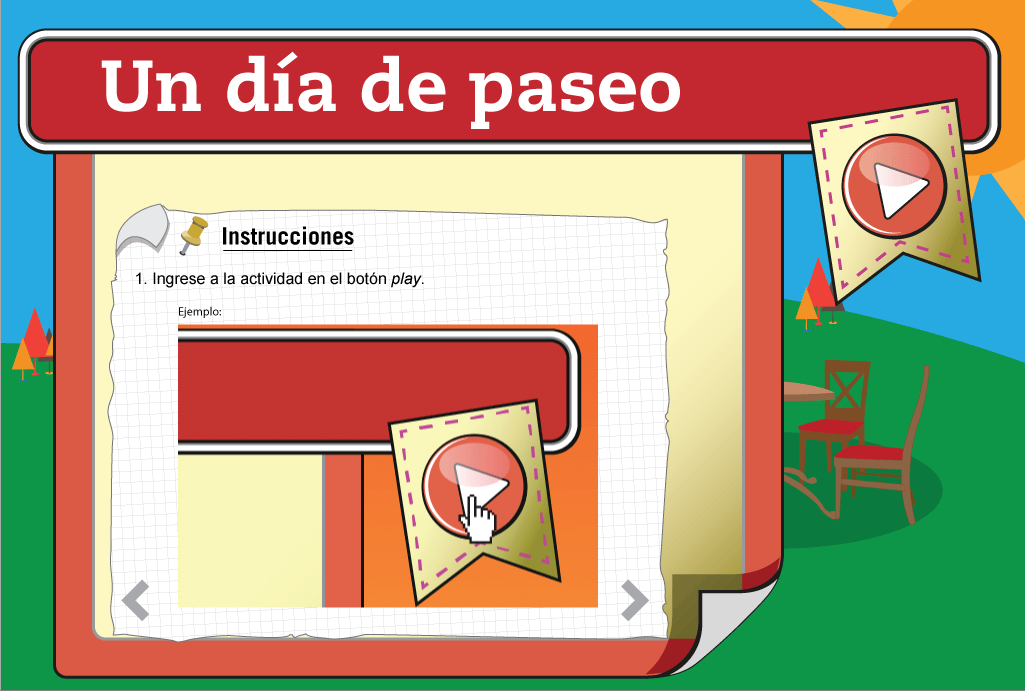 Un día de paseo
Instrucciones
1. Ingrese a la actividad en el botón play.
Ejemplo: